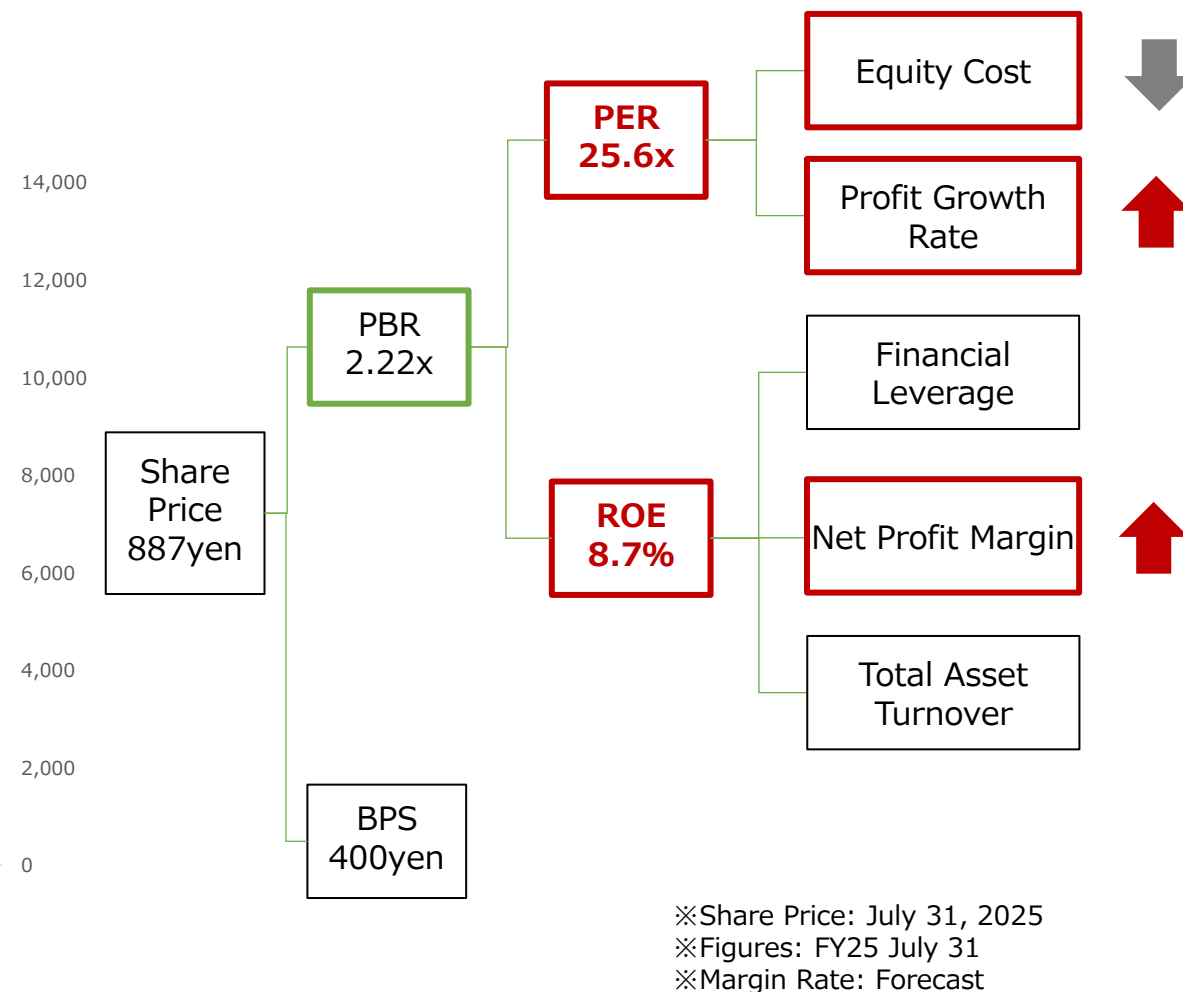 14,000
12,000
10,000
8,000
6,000
4,000
2,000
0
Share
Price
887yen
PBR
2.22x
BPS
400yen
PER
25.6x
ROE
8.7%
Equity Cost
Profit Growth
Rate
Financial
Leverage
Net Profit Margin
Total Asset
Turnover
※Share Price: July 31, 2025
※Figures: FY25 July 31
※Margin Rate: Forecast